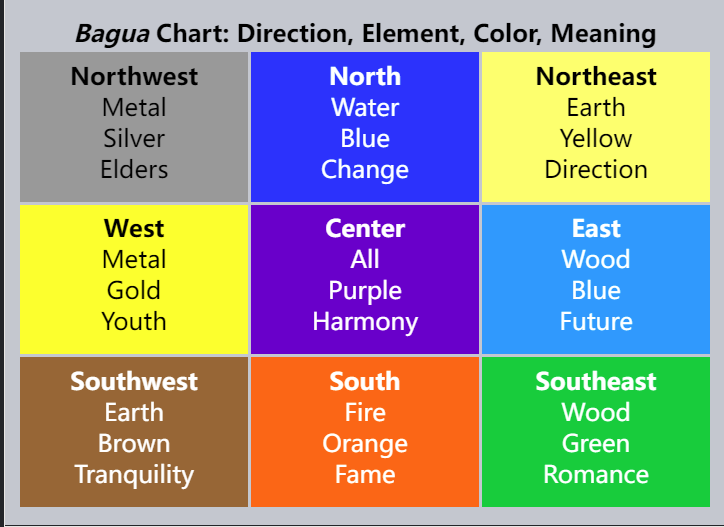 Bagua Chart: Direction, Element, Color, Meaning
Northwest
Metal
Silver
Elders
North
Water
Blue
Change
Northeast
Earth
Yellow
Direction
West
Metal
Gold
Youth
Center
All
Purple
Harmony
East
Wood
Blue
Future
Southwest
Earth
Brown
Tranquility
South
Fire
Orange
Fame
Southeast
Wood
Green
Romance